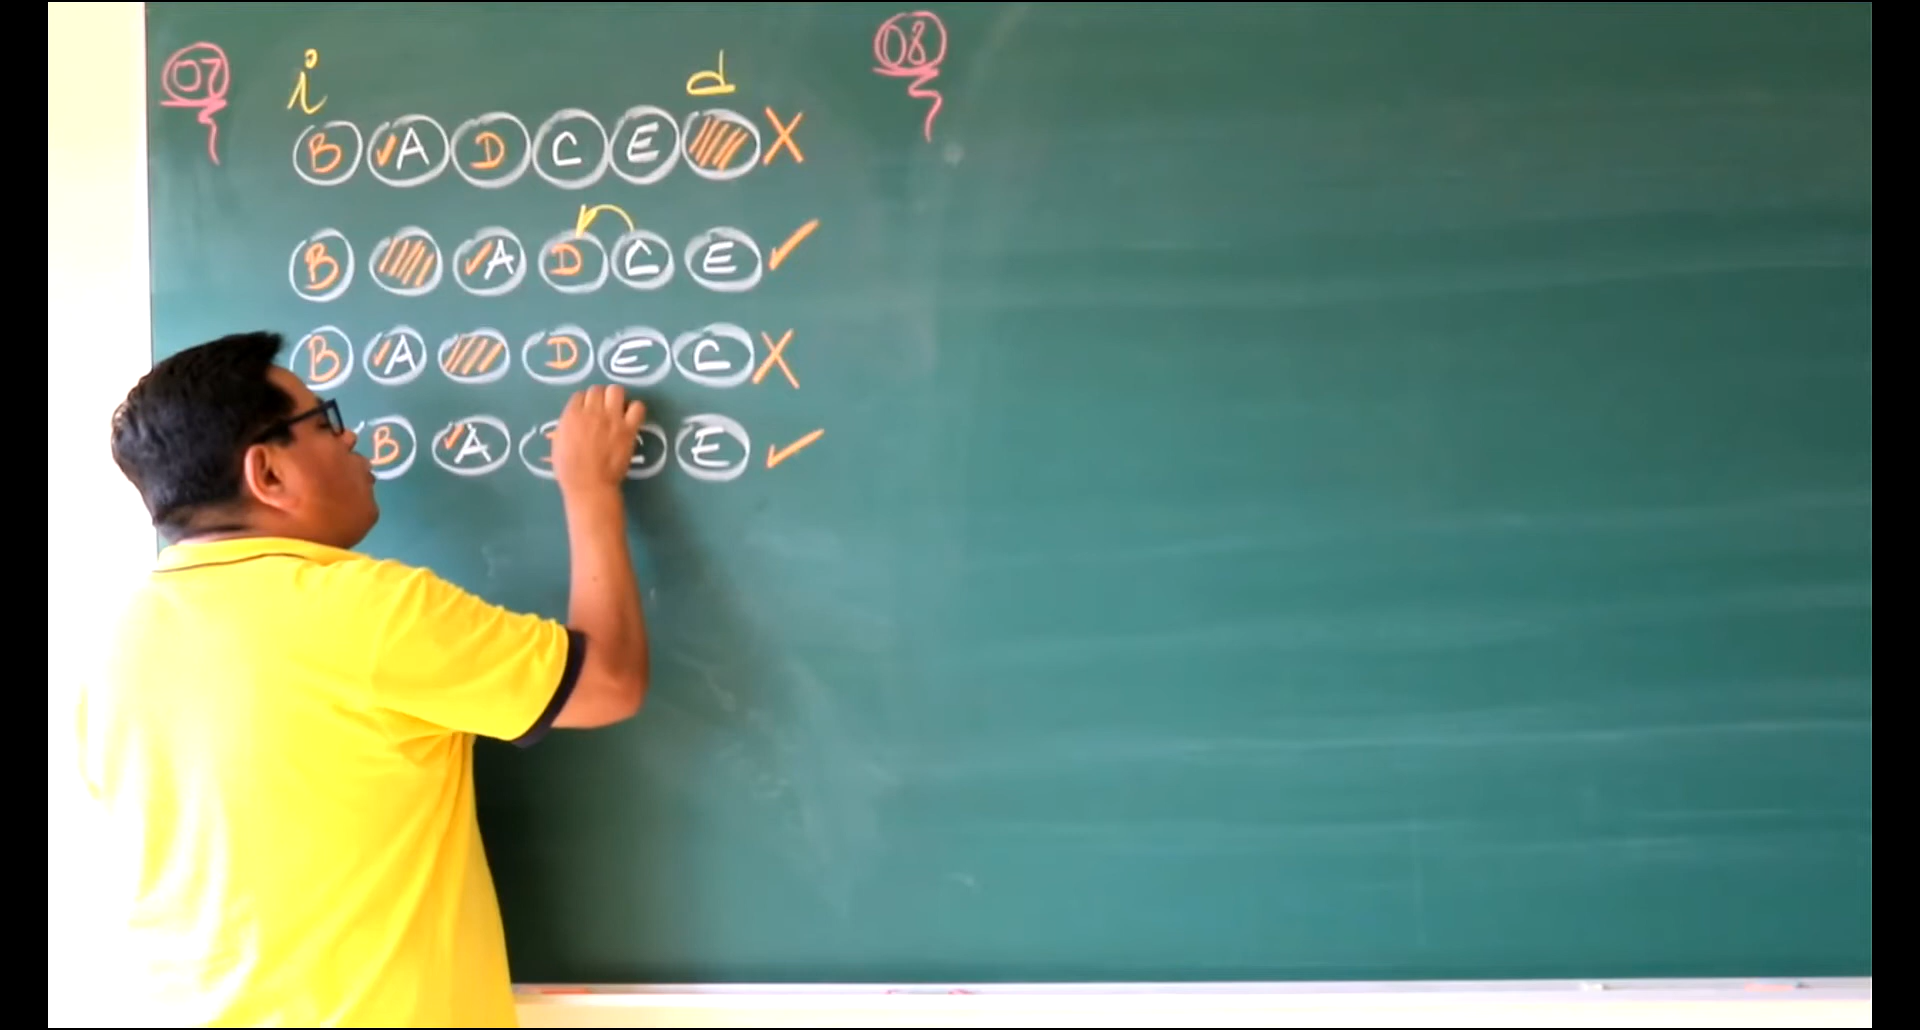 07 i d
B ✓A D C E X
B ✓A D C E ✓
B ✓A D E C X
B ✓A E ✓
08